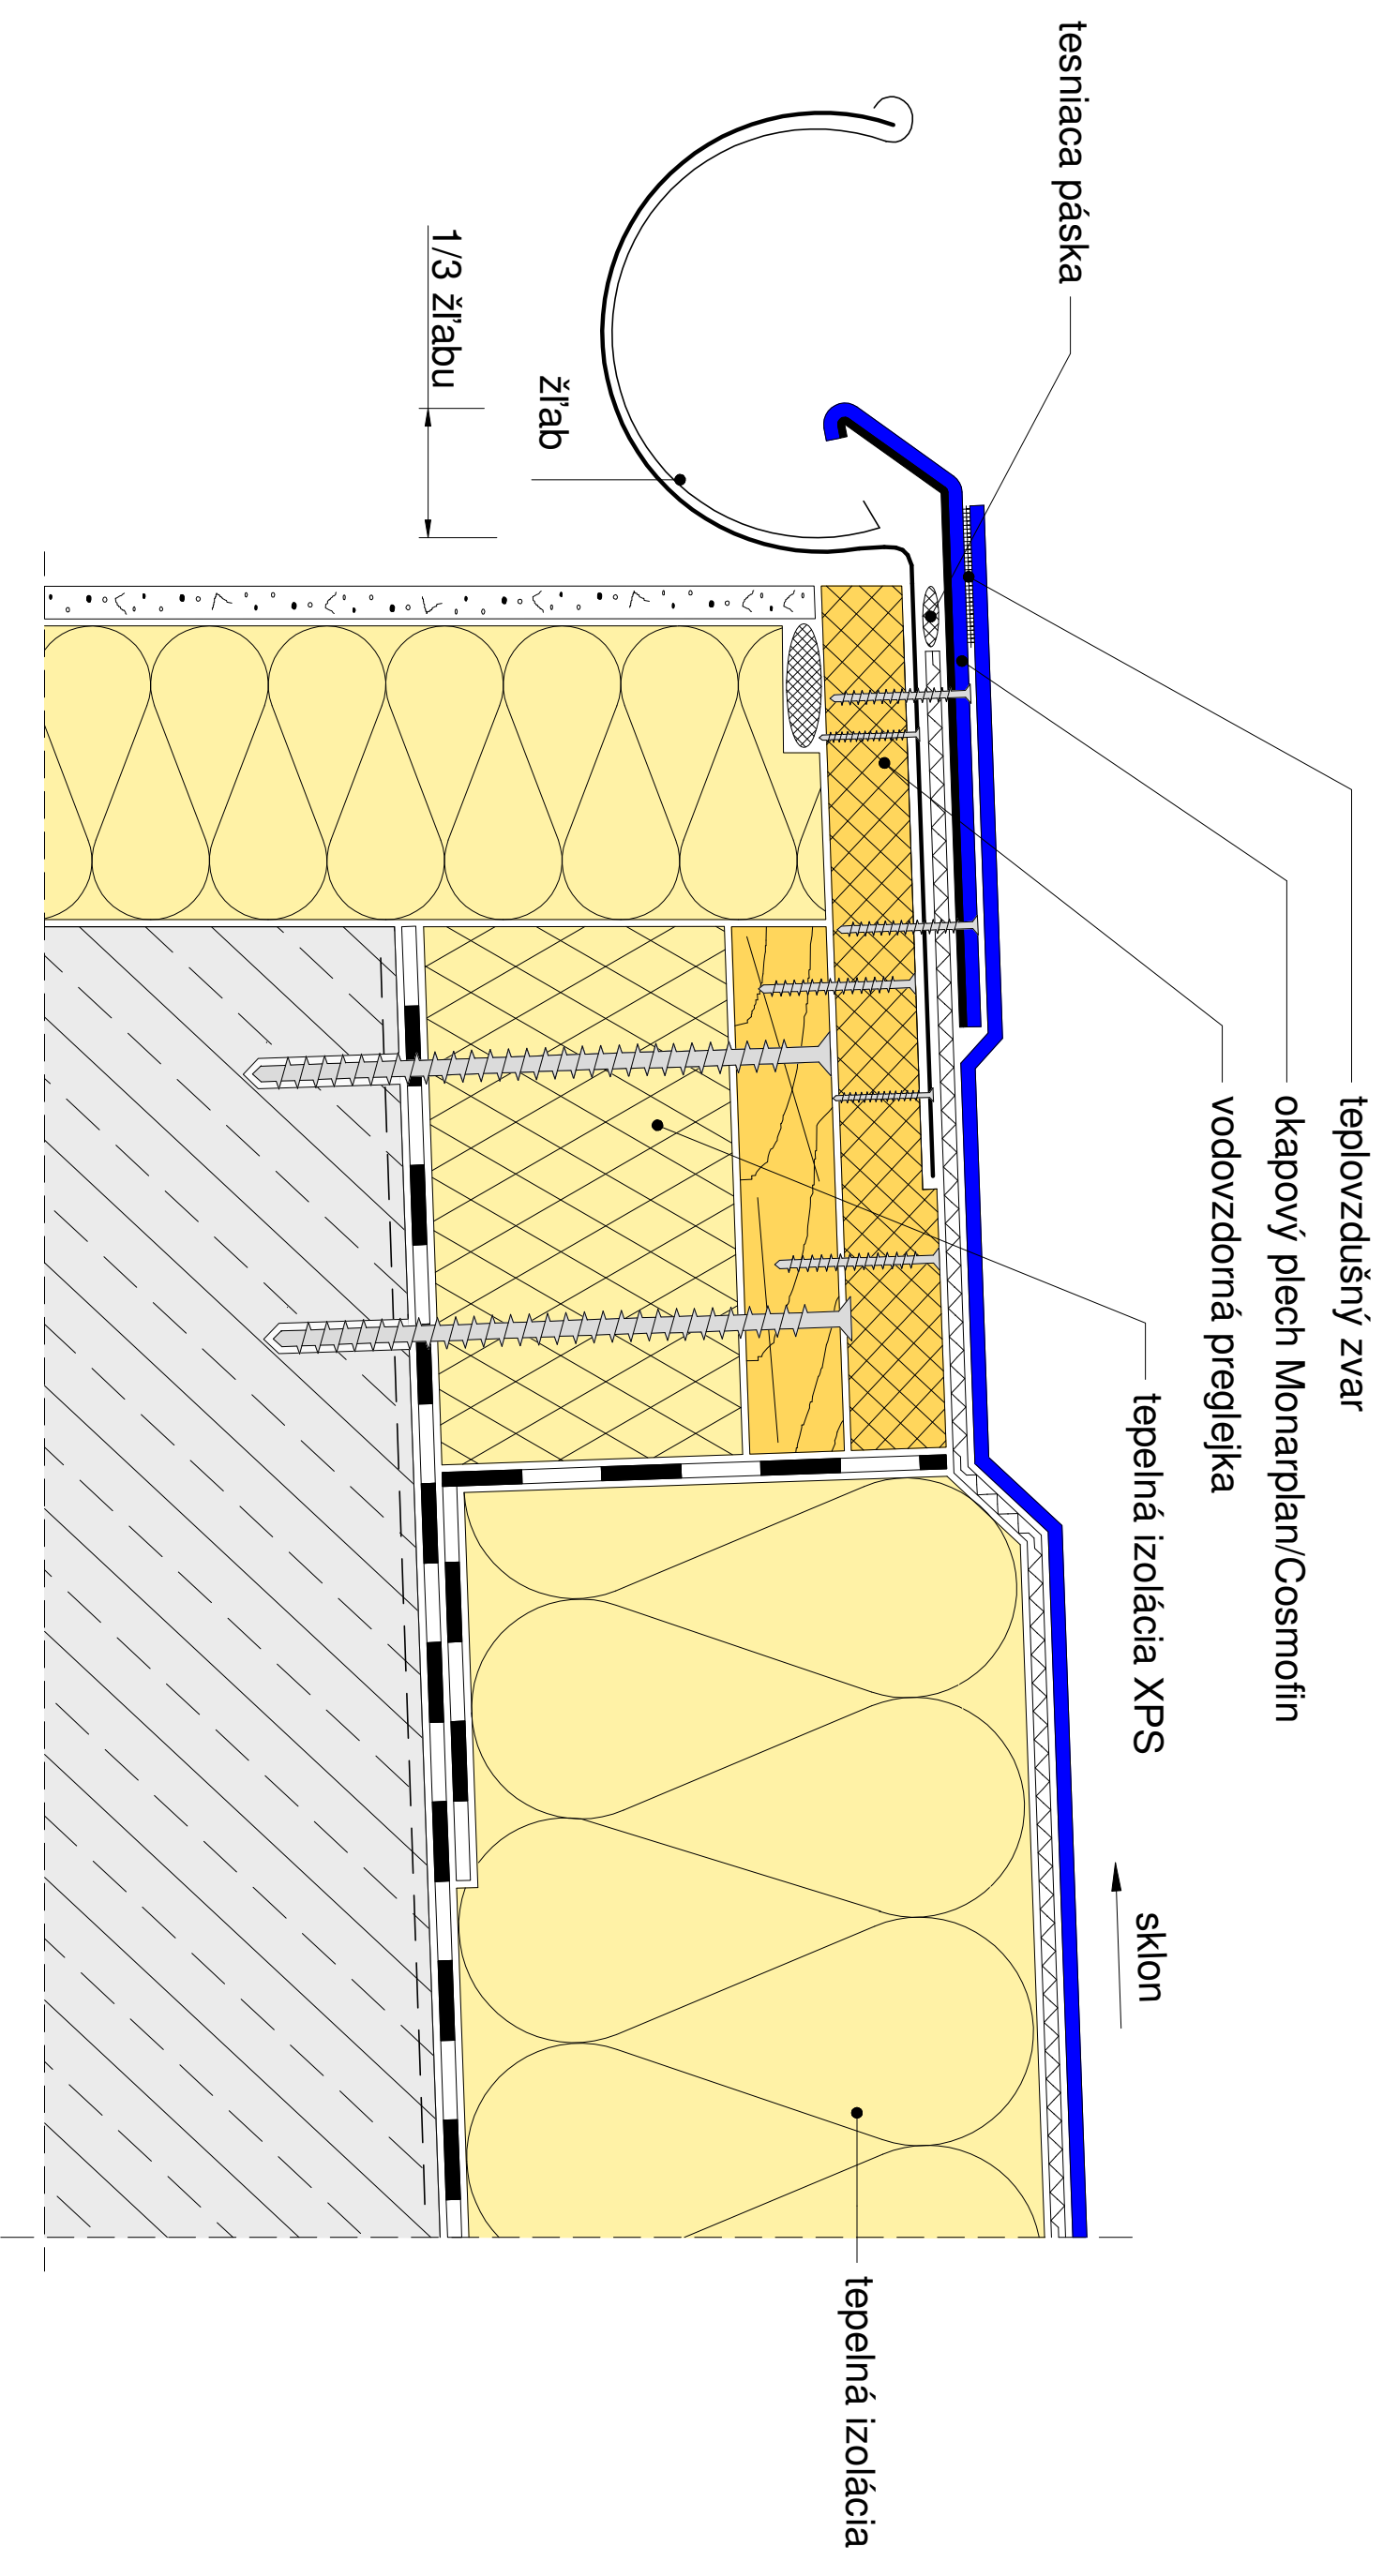 teplovzdušný zvar
okapový plech Monarplan/Cosmofin
vodovzdorná preglejka
tepelná izolácia XPS
sklon
tesniaca páska
tepelná izolácia
žľab
1/3 žľabu